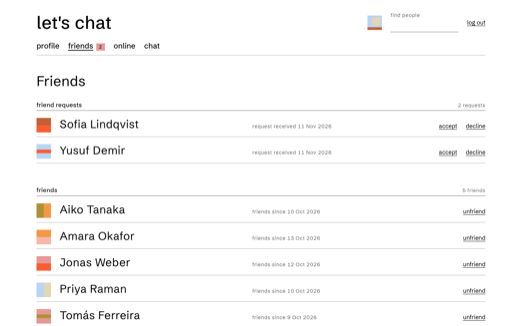 let's chat
find people
log out
profile friends 2 online chat
Friends
friend requests 2 requests
Sofia Lindqvist request received 11 Nov 2026 accept decline
Yusuf Demir request received 11 Nov 2026 accept decline
friends friends
Aiko Tanaka friends since 10 Oct 2026 unfriend
Amara Okafor friends since 13 Oct 2026 unfriend
Jonas Weber friends since 12 Oct 2026 unfriend
Priya Raman friends since 10 Oct 2026 unfriend
Tomás Ferreira friends since 9 Oct 2026 unfriend